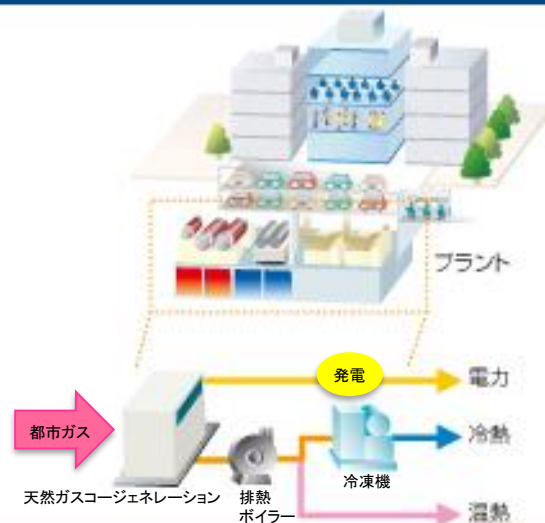 プラント
発電
電力
都市ガス
冷熱
冷凍機
天然ガスコージェネレーション
排熱
ボイラー
温熱